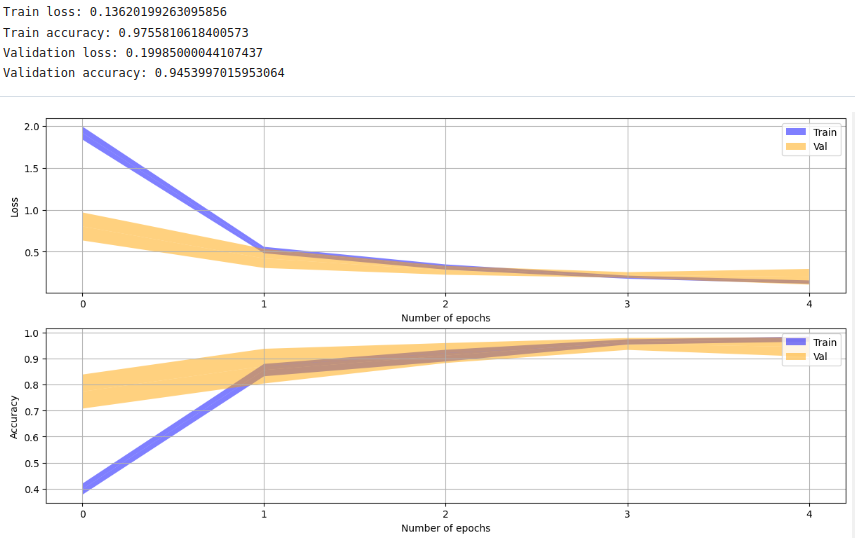 Train loss: 0.13620199263095856
Train accuracy: 0.9755810618400573
Validation loss: 0.19985000044107437
Validation accuracy: 0.9453997015953064
2.0
1.5
1.0
0.5
Loss
Train
Val
0 1 2 3 4
Number of epochs
1.0
0.9
0.8
0.7
0.6
0.5
0.4
Accuracy
Train
Val
0 1 2 3 4
Number of epochs